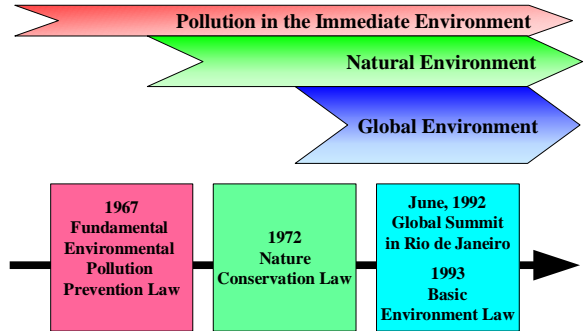 Pollution in the Immediate Environment
Natural Environment
Global Environment
1967
Fundamental
Environmental
Pollution
Prevention Law
1972
Nature
Conservation Law
June, 1992
Global Summit
in Rio de Janeiro
1993
Basic
Environment Law